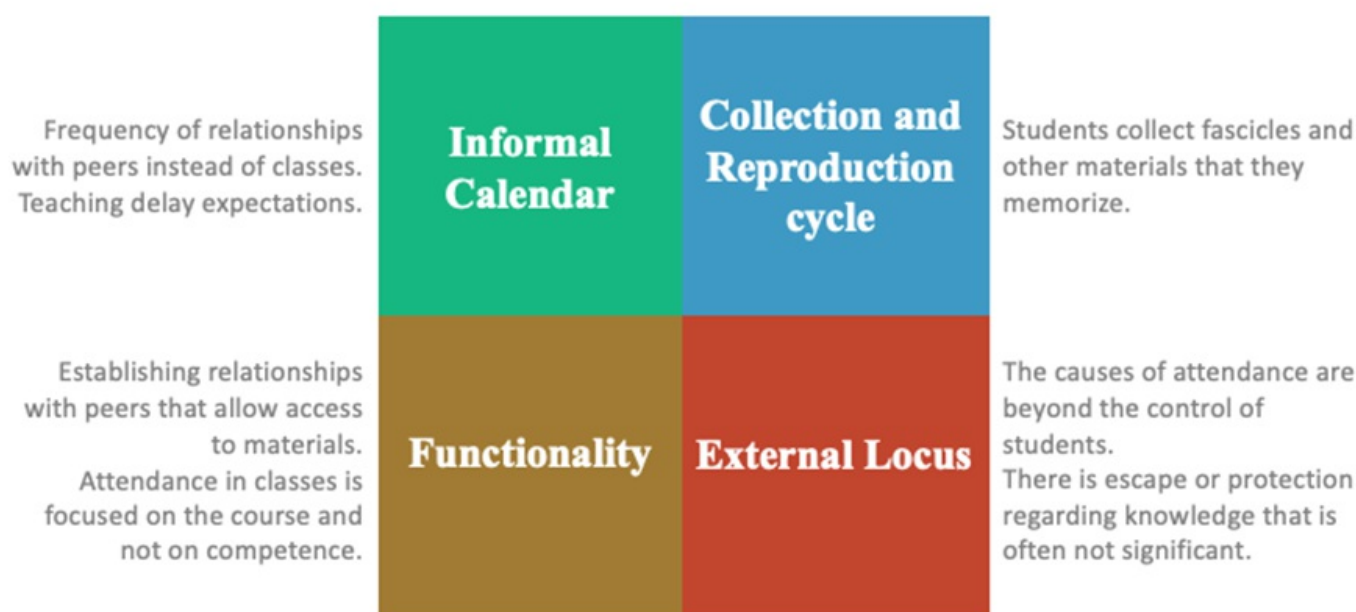 Frequency of relationships
with peers instead of classes.
Teaching delay expectations.
Informal
Calendar
Collection and
Reproduction
cycle
Students collect fascicles and
other materials that they
memorize.
Establishing relationships
with peers that allow access
to materials.
Attendance in classes is
focused on the course and
not on competence.
Functionality
External Locus
The causes of attendance are
beyond the control of
students.
There is escape or protection
regarding knowledge that is
often not significant.